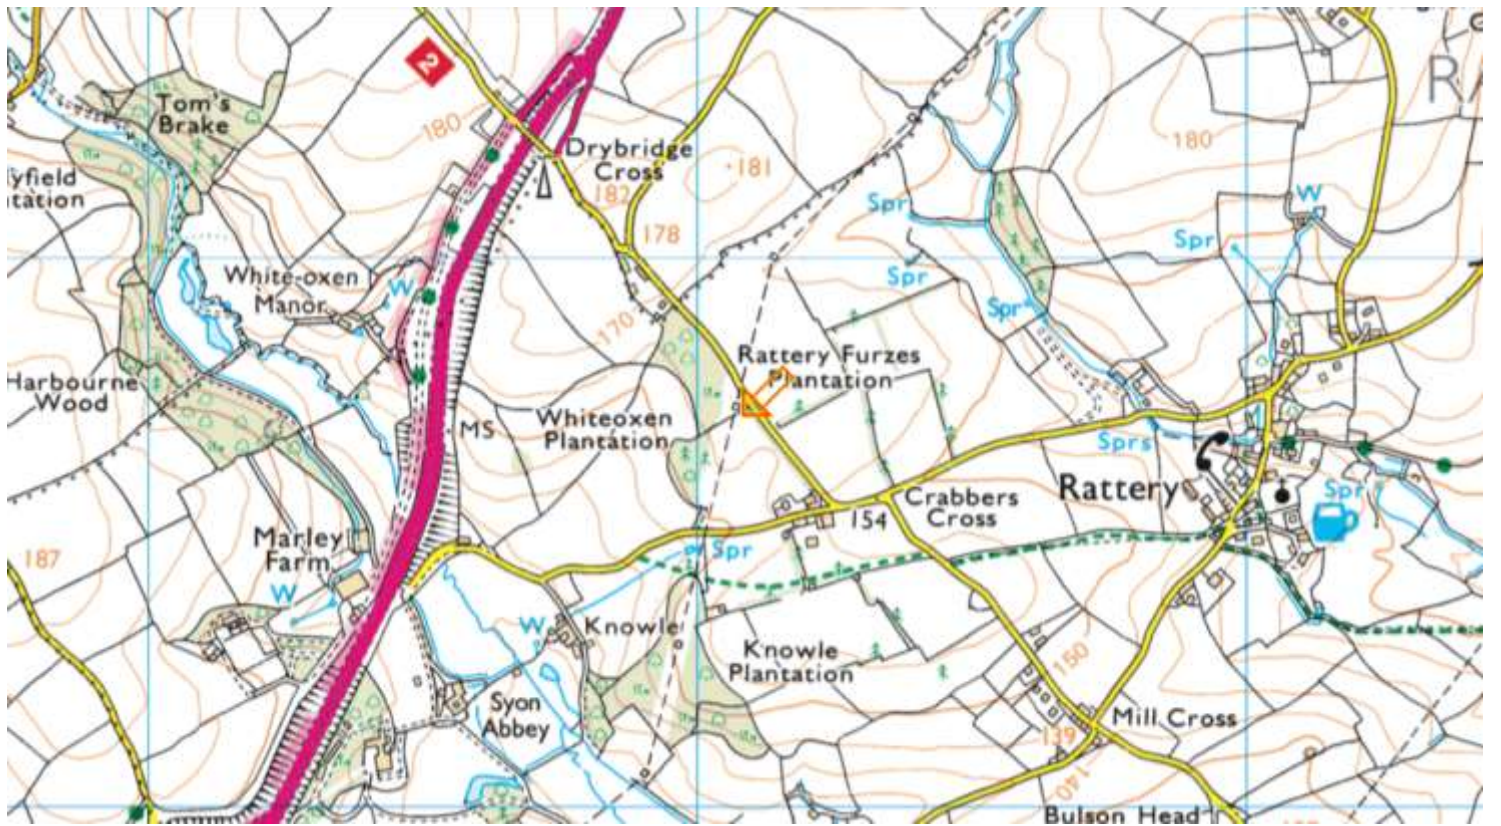 2
Tom's
Brake
180
Drybridge
Cross
182
181
180
R
yfield
tation
178
Spr
W
Spr
Spr
White-oxen
Manor
W
Spr
170
Rattery Furzes
Plantation
Harbourne
Wood
MS
Whiteoxen
Plantation
Sprs
M
Rattery
Spr
Crabbers
Cross
154
187
Marley
Farm
W
Spr
W
Knowle
Knowle
Plantation
150
Syon
Abbey
Mill Cross
139
140
Bulson Head